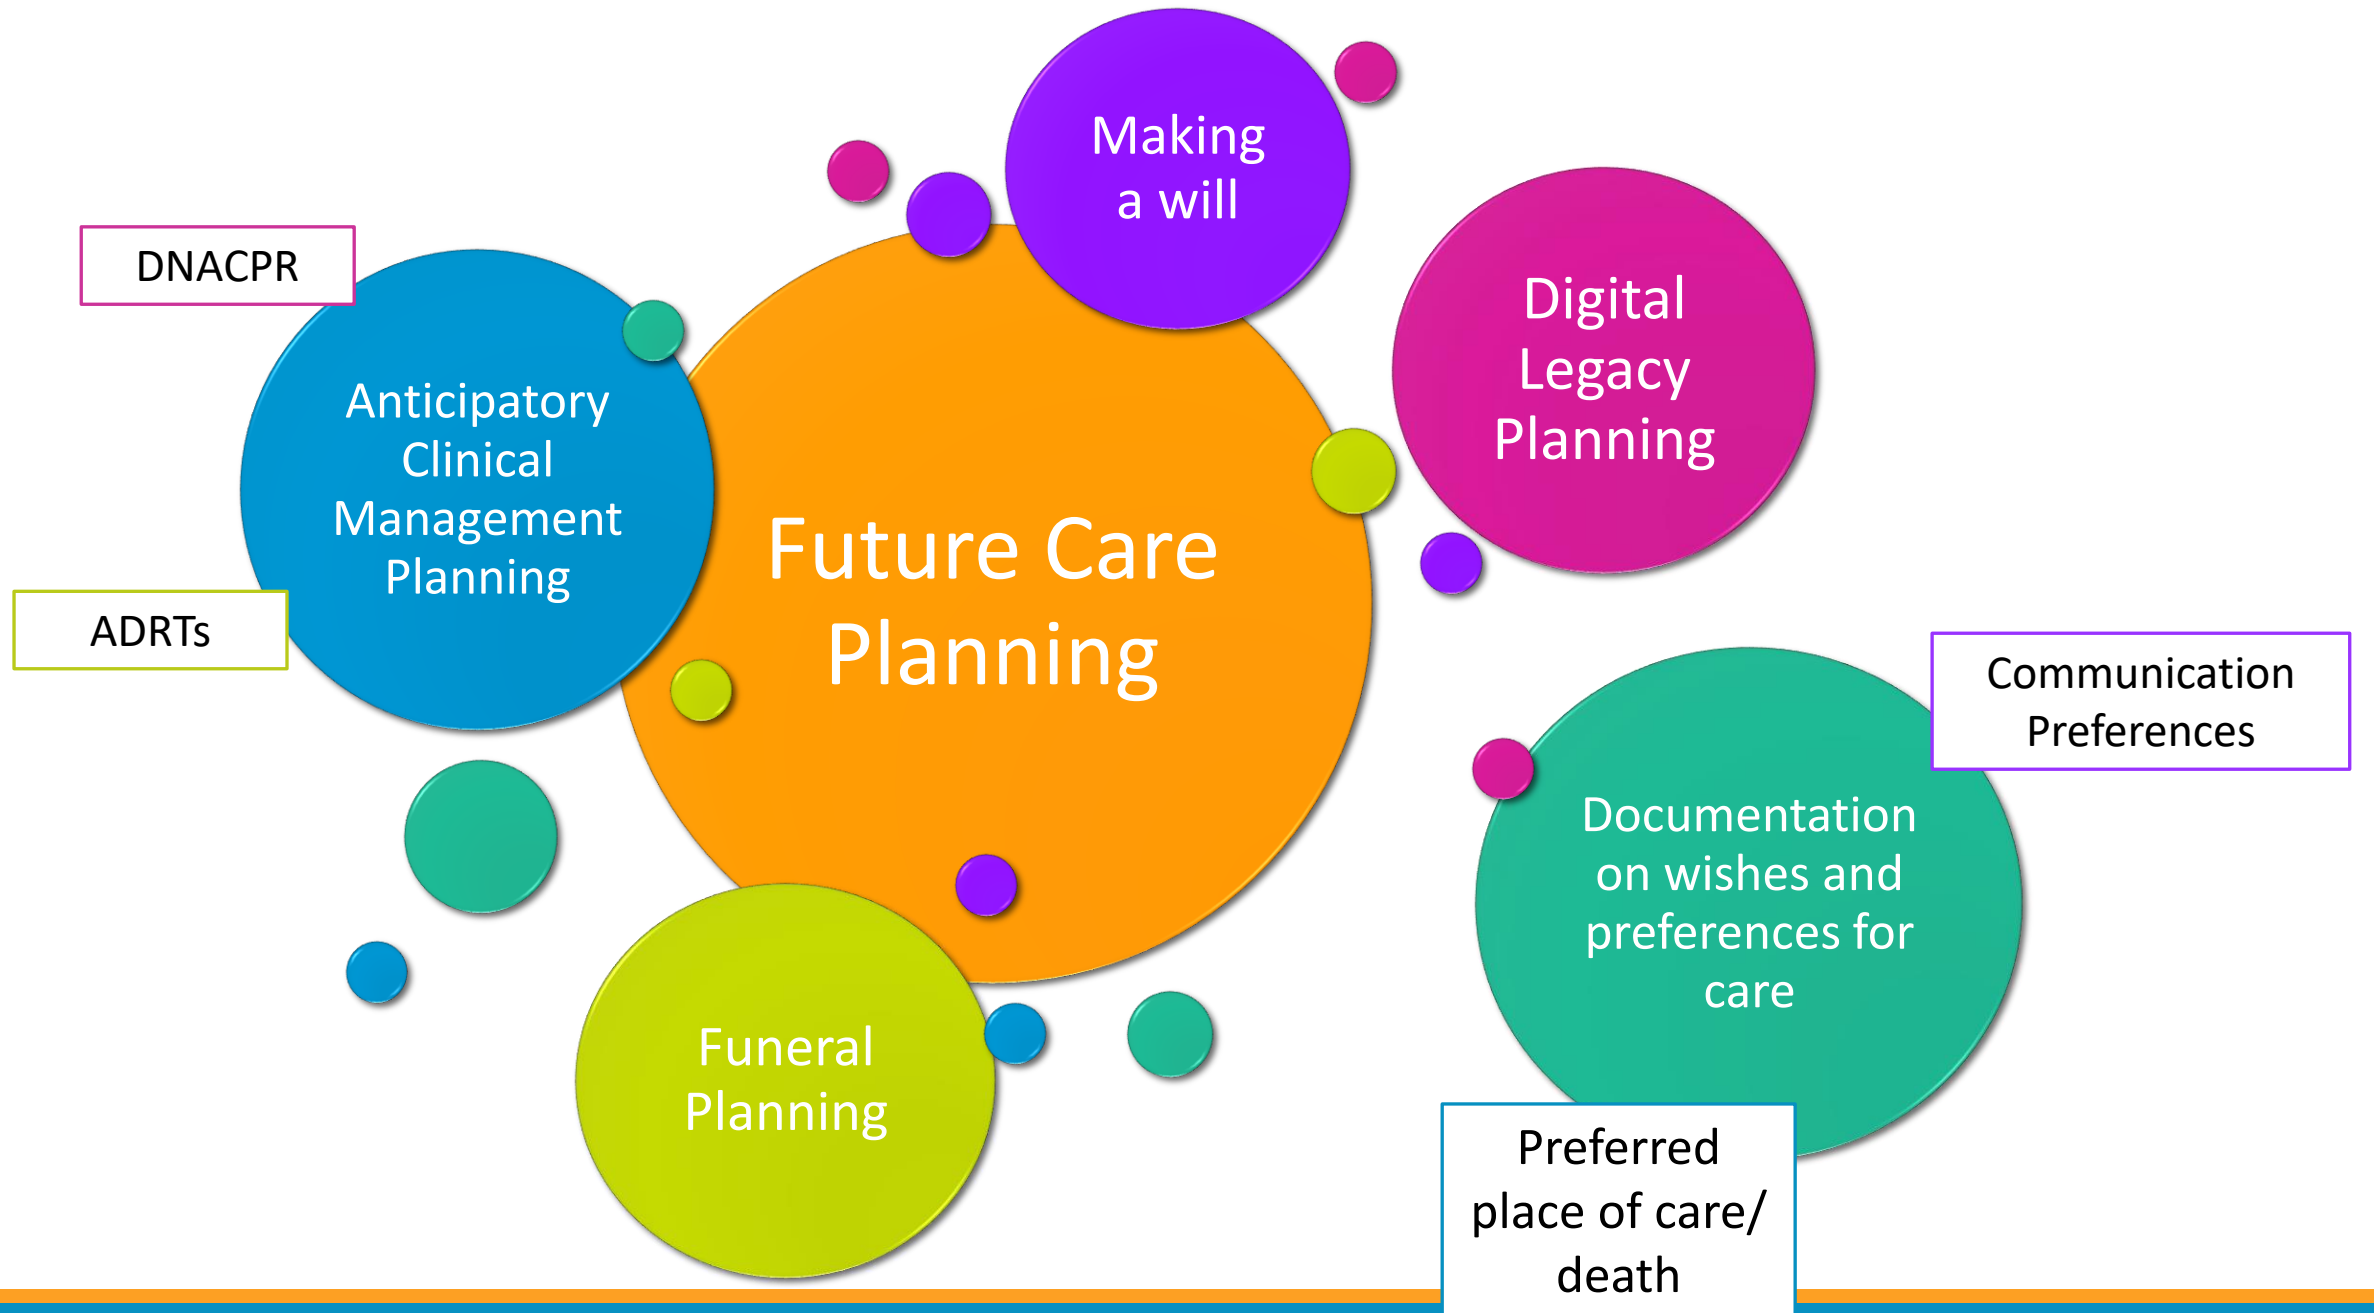 Making
a will
DNACPR
Digital
Legacy
Planning
Anticipatory
Clinical
Management
Planning
Future Care
Planning
ADRTs
Communication
Preferences
Documentation
on wishes and
preferences for
care
Funeral
Planning
Preferred
place of care/
death